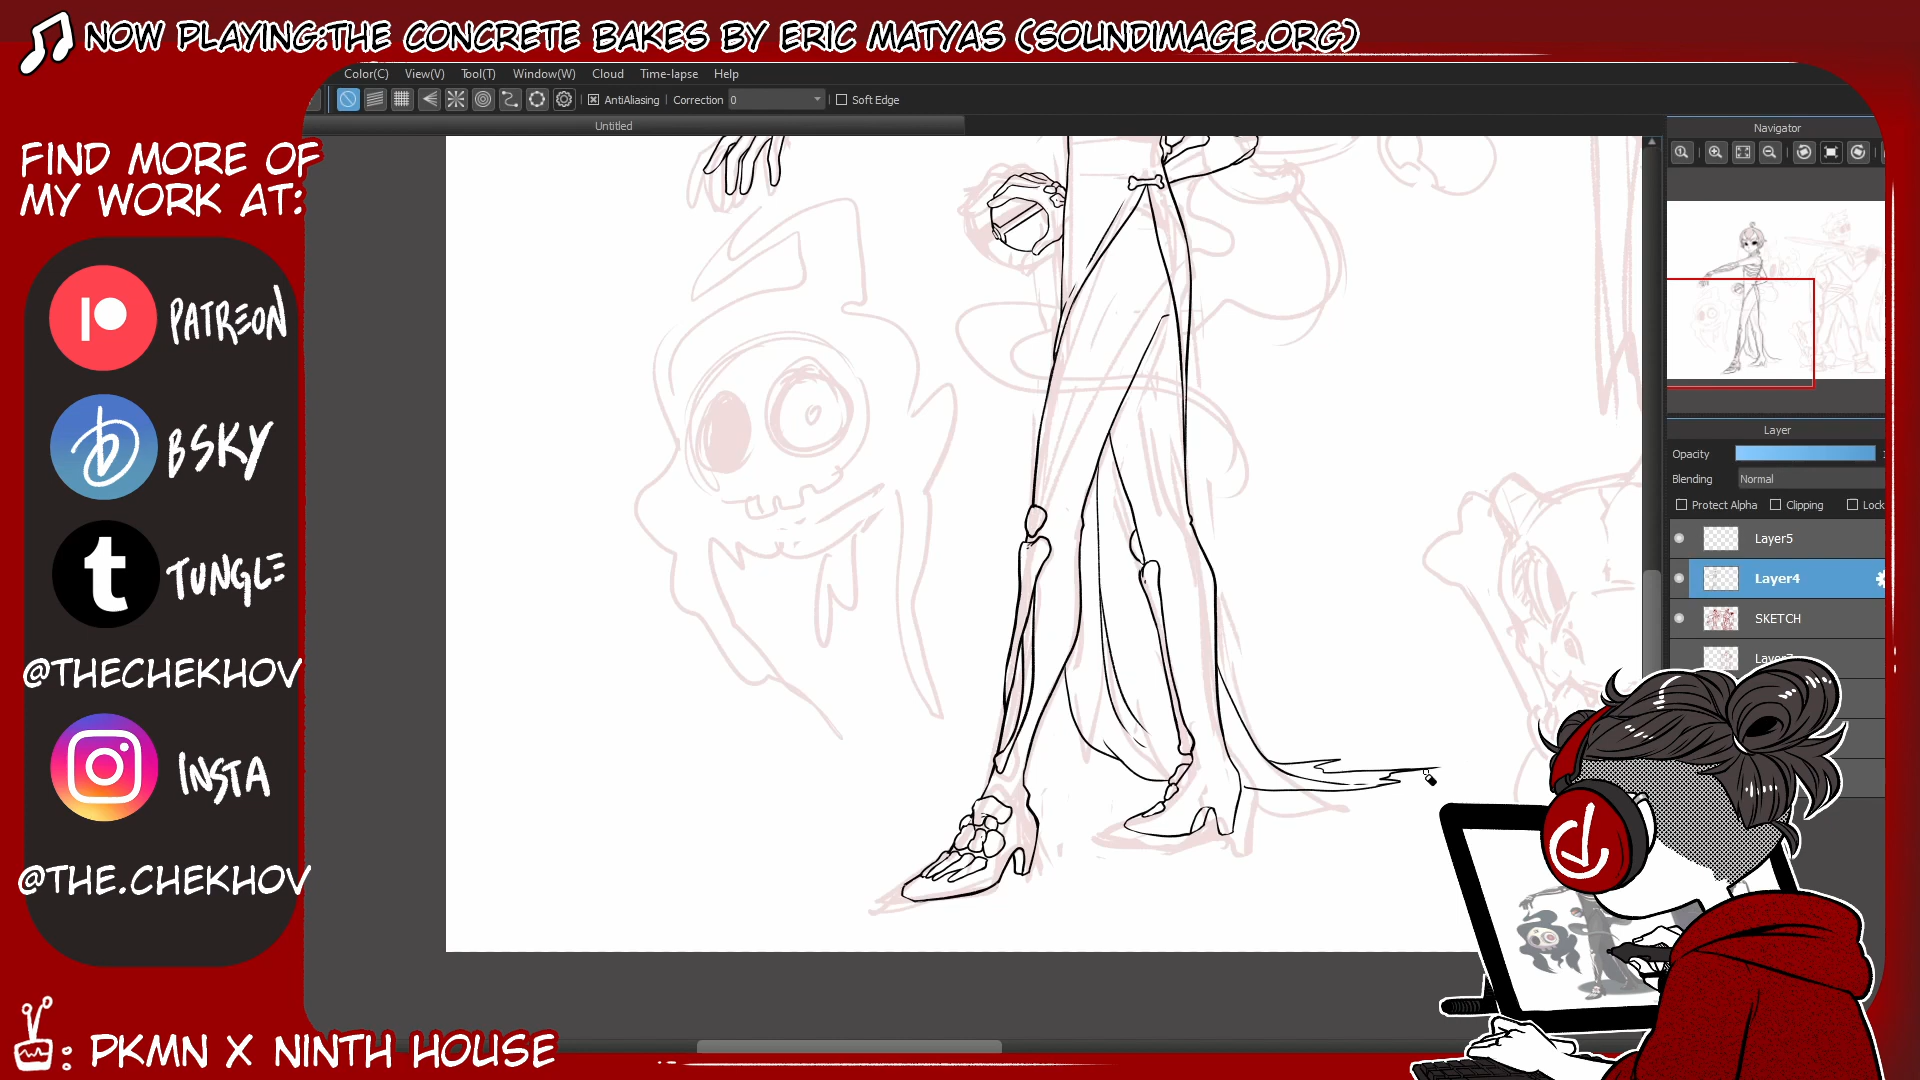 NOW PLAYING:THE CONCRETE BAKES BY ERIC MATYAS (SOUNDIMAGE.ORG)
Color(C) View(V) Tool(T) Window(W) Cloud Time-lapse Help
AntiAliasing Correction 0 Soft Edge
Untitled
Navigator
FIND MORE OF
MY WORK AT:
PATREON
BSKY
TUNGLE
@THECHEKHOV
INSTA
@THE.CHEKHOV
Layer
Opacity
Blending Normal
Protect Alpha Clipping Lock
Layer5
Layer4
SKETCH
: PKMN X NINTH HOUSE